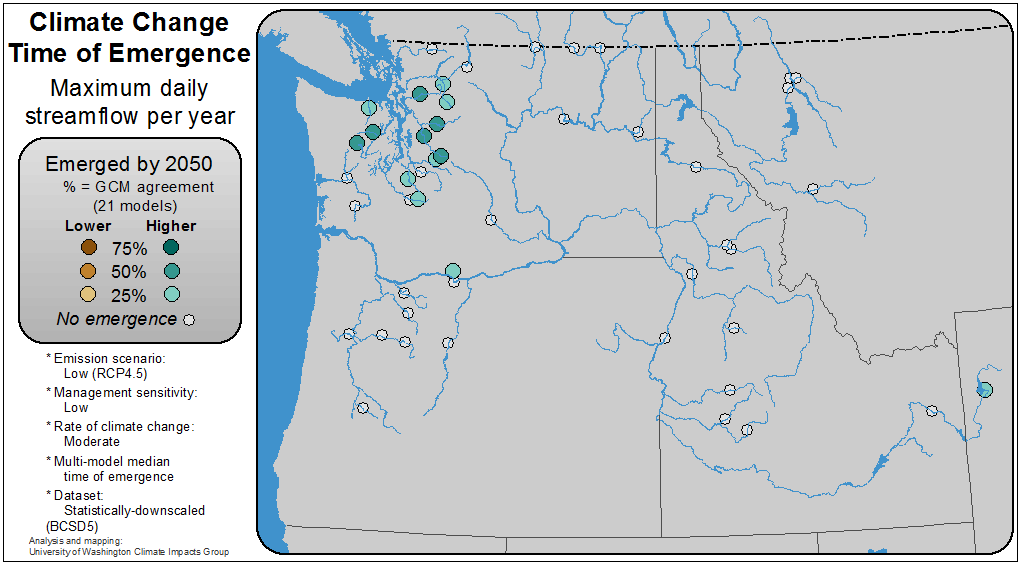 Climate Change
Time of Emergence
Maximum daily
streamflow per year
Emerged by 2050
% = GCM agreement
(21 models)
Lower Higher
75%
50%
25%
No emergence
* Emission scenario:
Low (RCP4.5)
* Management sensitivity:
Low
* Rate of climate change:
Moderate
* Multi-model median
time of emergence
* Dataset:
Statistically-downscaled
(BCSD5)
Analysis and mapping:
University of Washington Climate Impacts Group